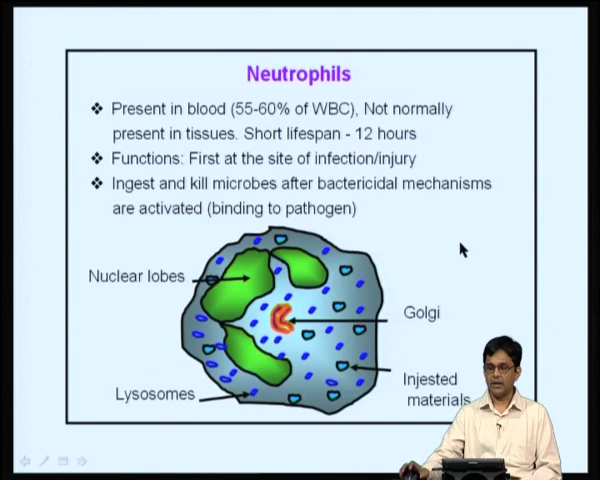 Neutrophils
❖ Present in blood (55-60% of WBC), Not normally
present in tissues. Short lifespan - 12 hours
❖ Functions: First at the site of infection/injury
❖ Ingest and kill microbes after bactericidal mechanisms
are activated (binding to pathogen)
Nuclear lobes
Golgi
Injested
materials
Lysosomes